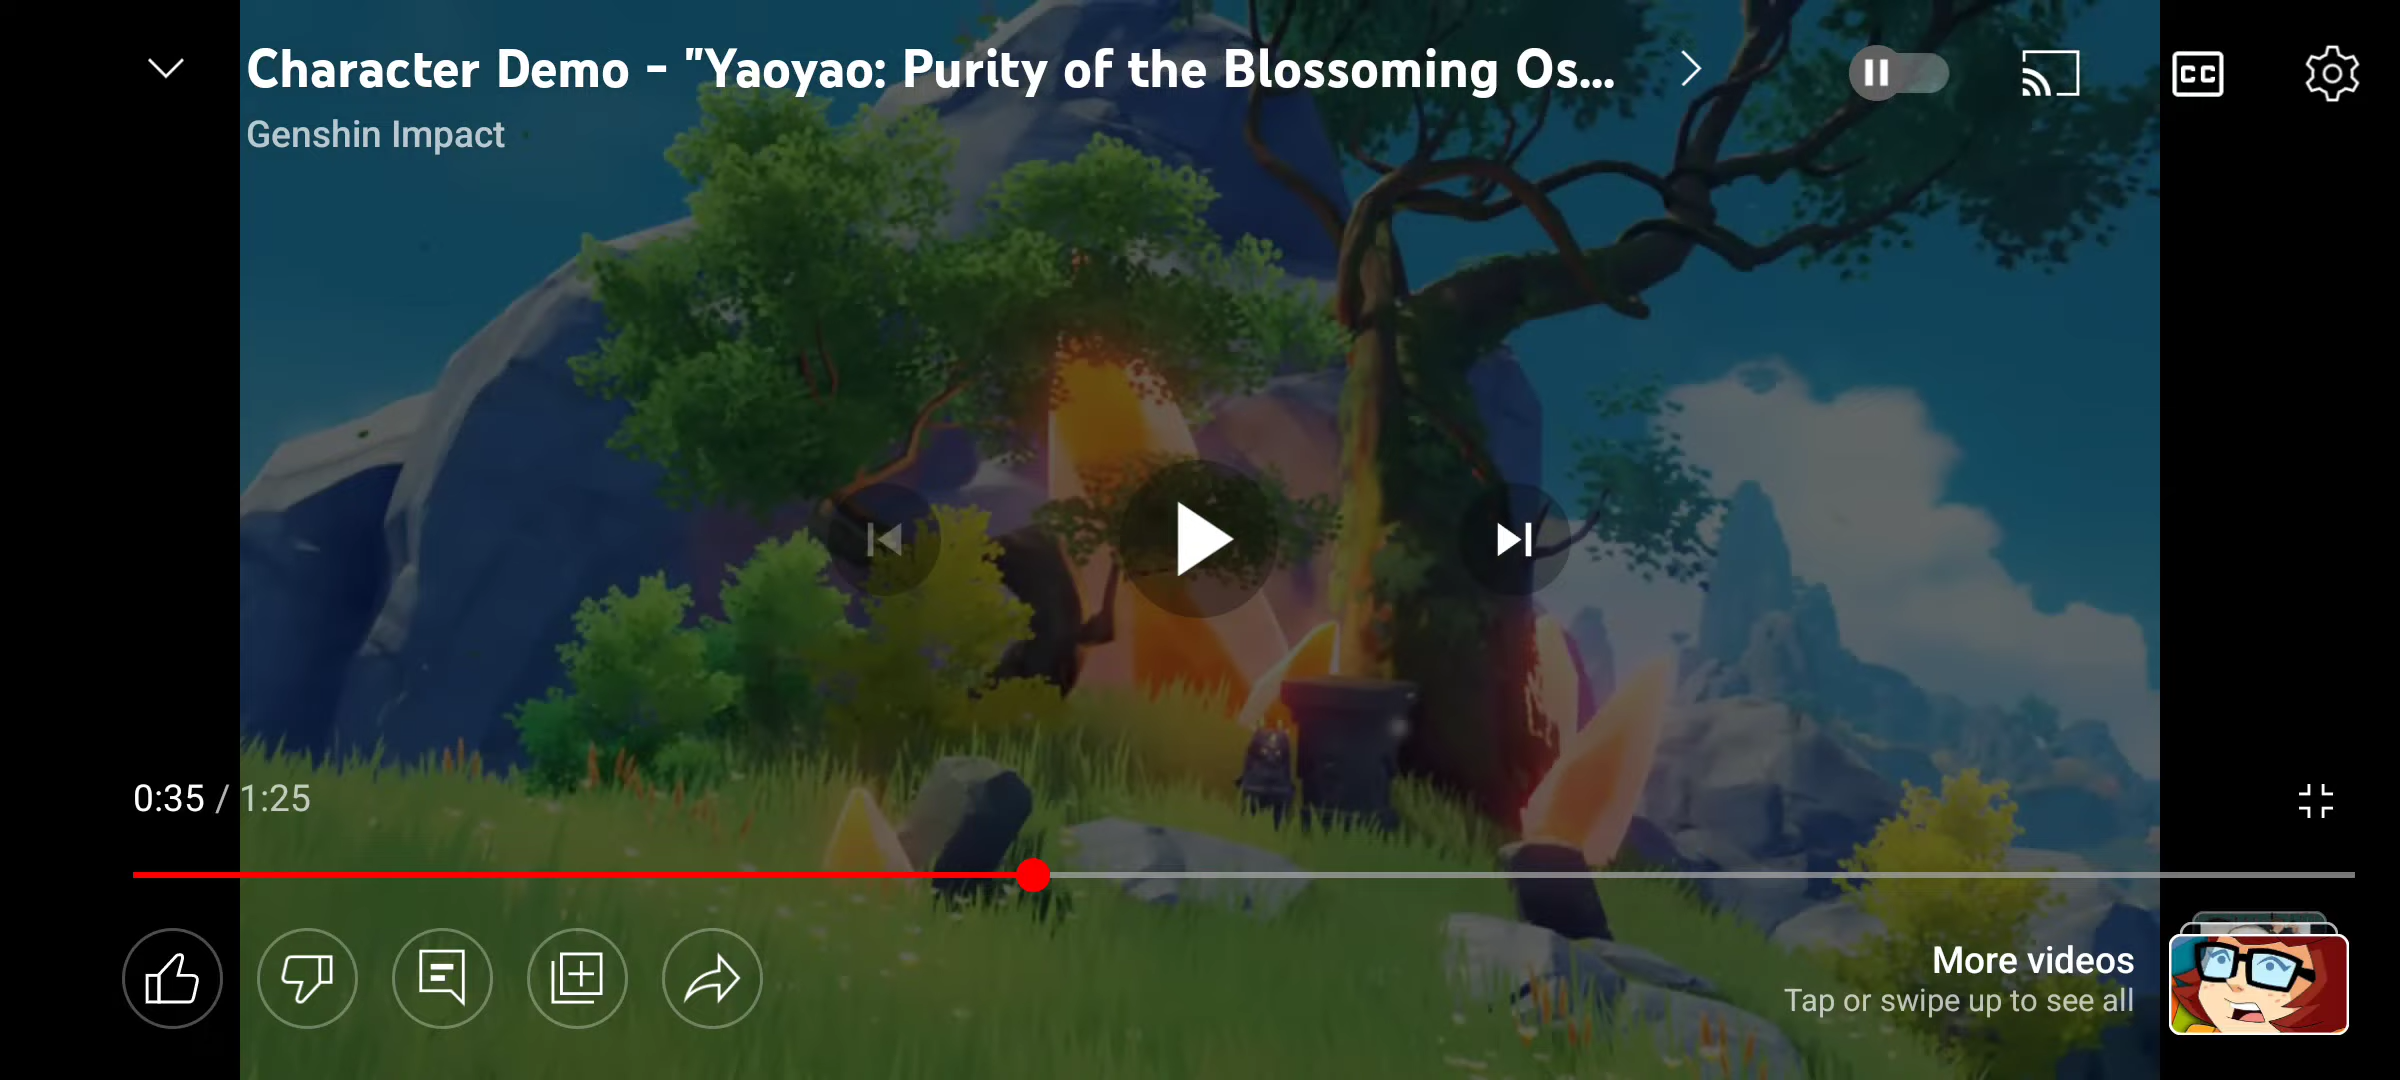 Character Demo - "Yaoyao: Purity of the Blossoming Os...
Genshin Impact
CC
0:35 / 1:25
More videos
Tap or swipe up to see all